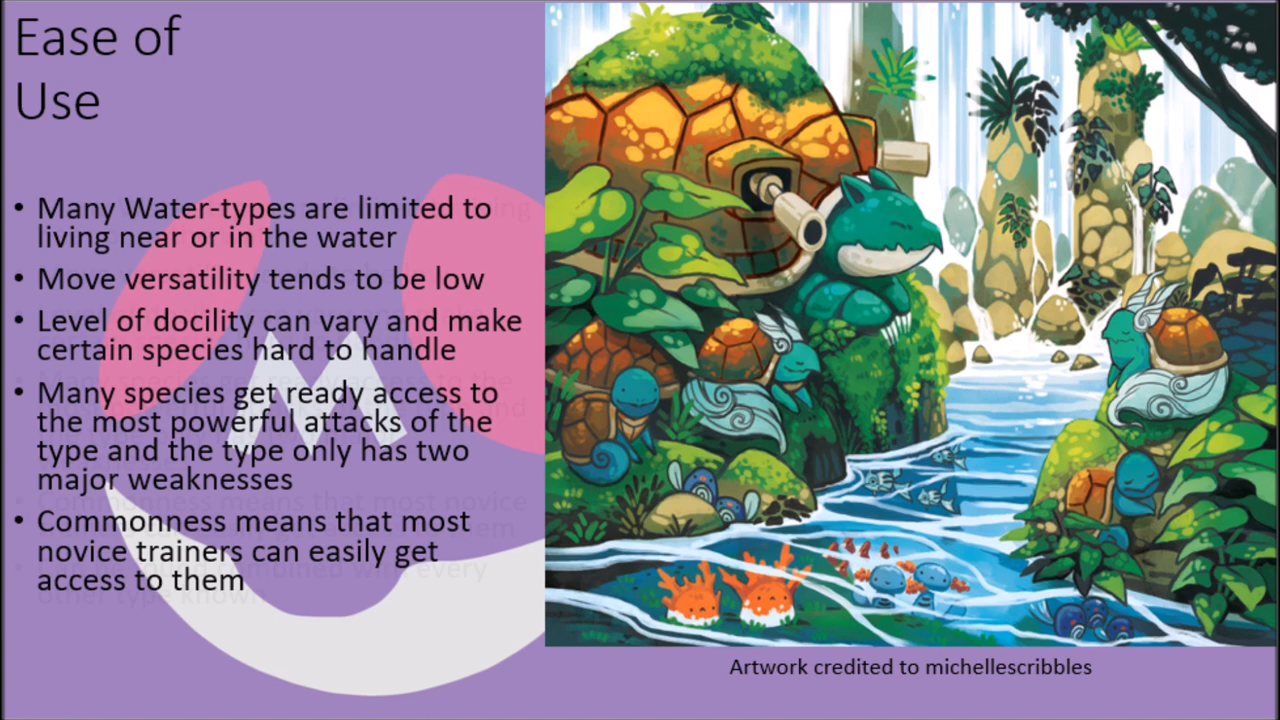 Ease of
Use
• Many Water-types are limited to
living near or in the water
• Move versatility tends to be low
• Level of docility can vary and make
certain species hard to handle
• Many species get ready access to
the most powerful attacks of the
type and the type only has two
major weaknesses
• Commonness means that most
novice trainers can easily get
access to them
M
Artwork credited to michellescribbles